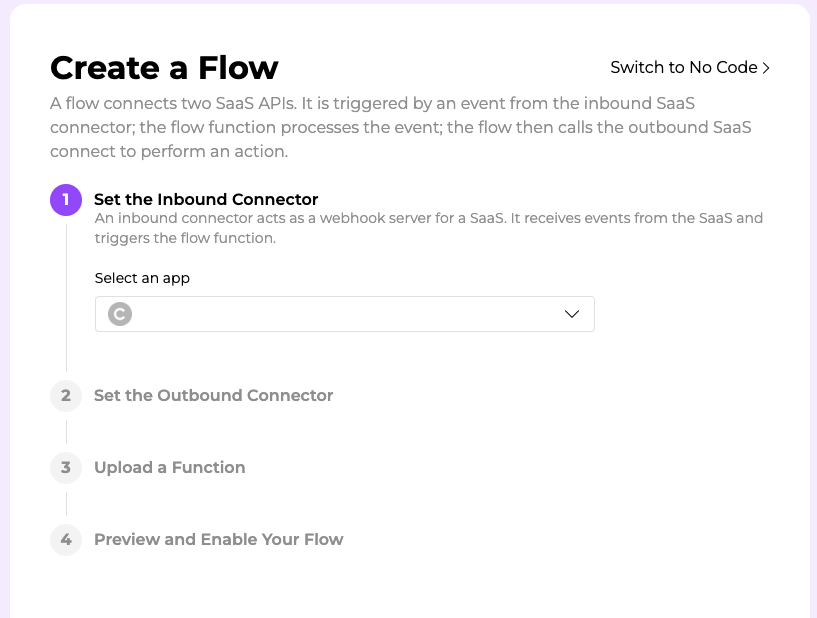 Create a Flow
Switch to No Code
A flow connects two SaaS APIs. It is triggered by an event from the inbound SaaS
connector; the flow function processes the event; the flow then calls the outbound SaaS
connect to perform an action.
1
Set the Inbound Connector
An inbound connector acts as a webhook server for a SaaS. It receives events from the SaaS and
triggers the flow function.
Select an app
C
2
Set the Outbound Connector
3
Upload a Function
4
Preview and Enable Your Flow